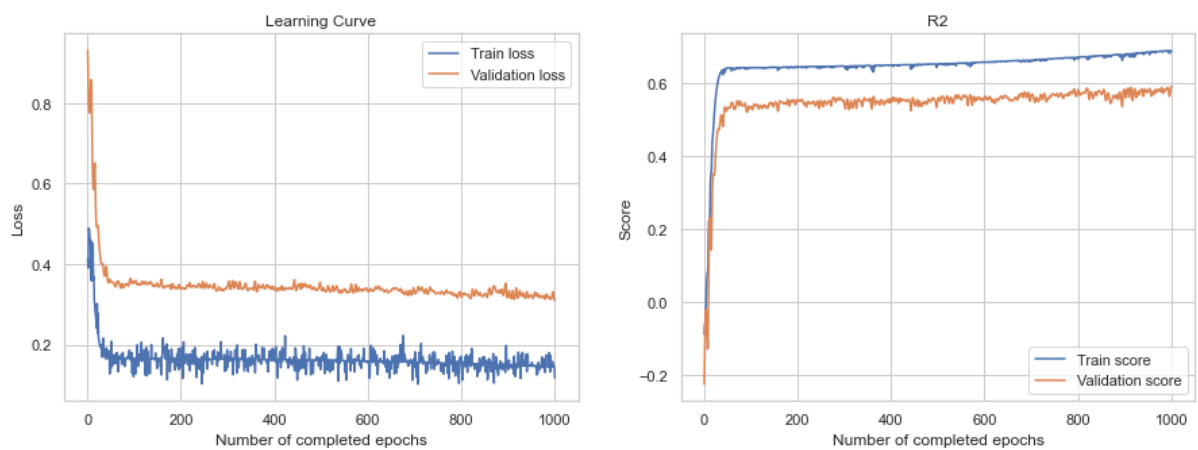 Learning Curve
Train loss
Validation loss
0.8
0.6
0.4
0.2
Loss
0 200 400 600 800 1000
Number of completed epochs
R2
0.6
0.4
0.2
0.0
−0.2
Score
Train score
Validation score
0 200 400 600 800 1000
Number of completed epochs